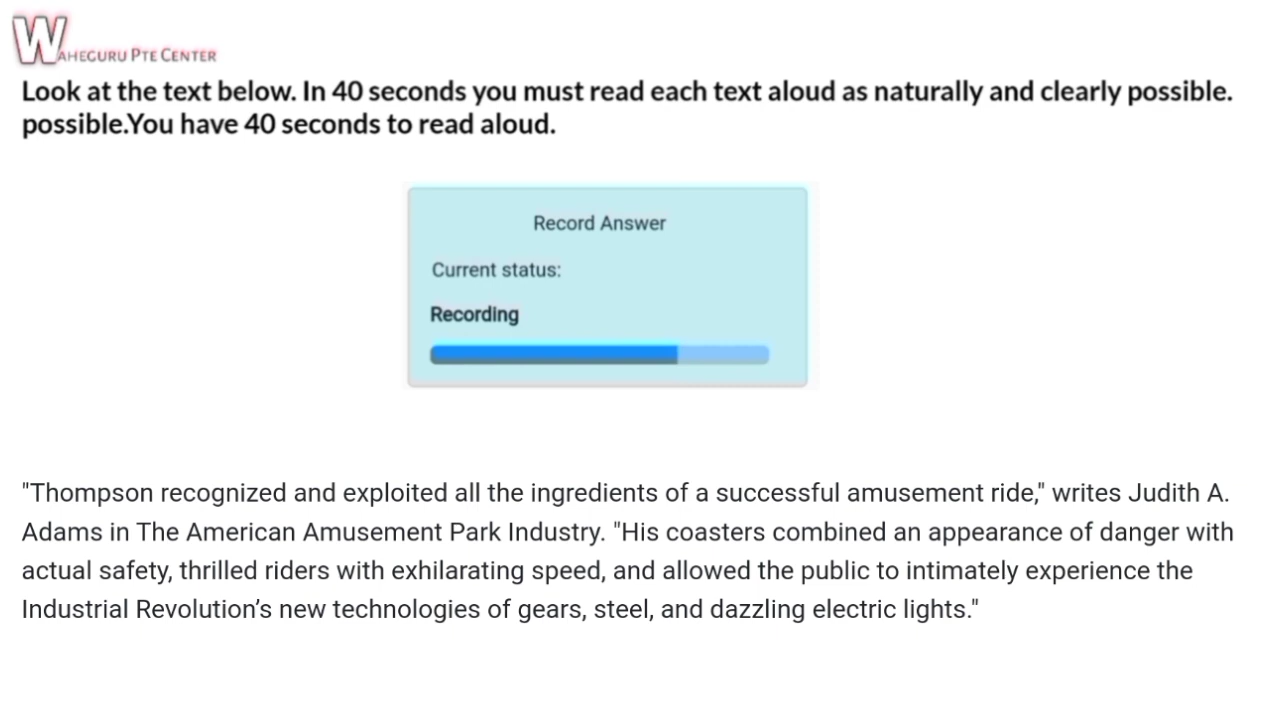 WAHEGURU PTE CENTER
Look at the text below. In 40 seconds you must read each text aloud as naturally and clearly possible.
possible.You have 40 seconds to read aloud.
Record Answer
Current status:
Recording
"Thompson recognized and exploited all the ingredients of a successful amusement ride," writes Judith A.
Adams in The American Amusement Park Industry. "His coasters combined an appearance of danger with
actual safety, thrilled riders with exhilarating speed, and allowed the public to intimately experience the
Industrial Revolution’s new technologies of gears, steel, and dazzling electric lights."